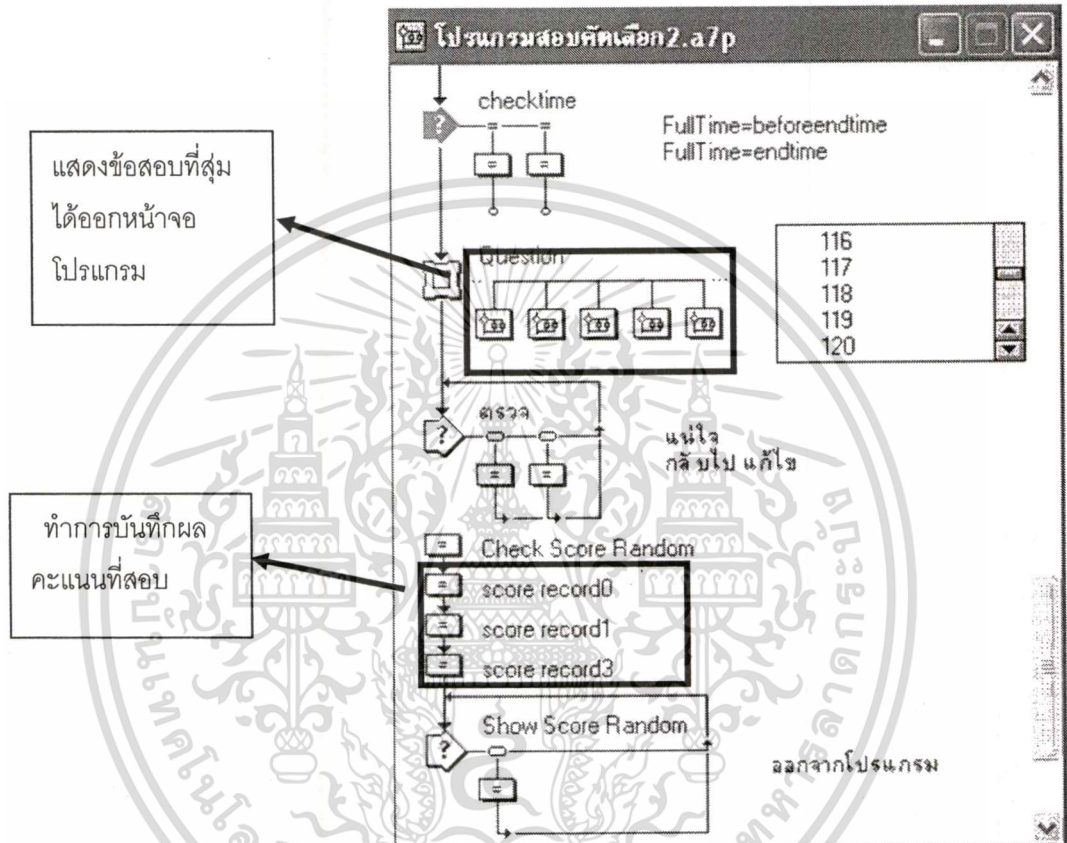 โปรแกรมสอบคัดเลือก2.a7p
checktime
FullTime=beforeendtime
FullTime=endtime
แสดงข้อสอบที่สุ่ม
ได้ออกหน้าจอ
โปรแกรม
Question
116
117
118
119
120
ตรวจ
แน่ใจ
กลับไป แก้ไข
ทำการบันทึกผล
คะแนนที่สอบ
Check Score Random
score record0
score record1
score record3
Show Score Random
ออกจากโปรแกรม